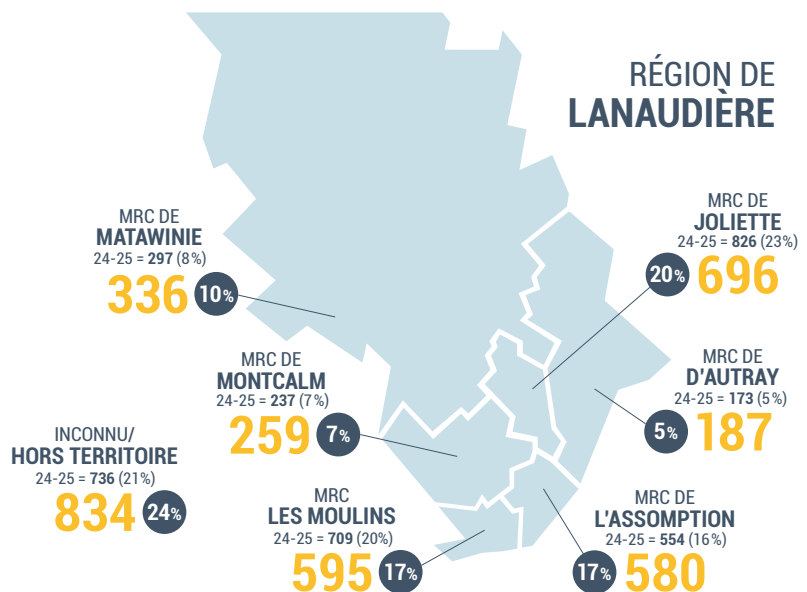 RÉGION DE
LANAUDIÈRE
MRC DE
MATAWINIE
24-25 = 297 (8%)
336 10%
MRC DE
JOLIETTE
24-25 = 826 (23%)
20% 696
MRC DE
MONTCALM
24-25 = 237 (7%)
259 7%
MRC DE
D'AUTRAY
24-25 = 173 (5%)
5% 187
INCONNU/
HORS TERRITOIRE
24-25 = 736 (21%)
834 24%
MRC
LES MOULINS
24-25 = 709 (20%)
595 17%
MRC DE
L'ASSOMPTION
24-25 = 554 (16%)
17% 580